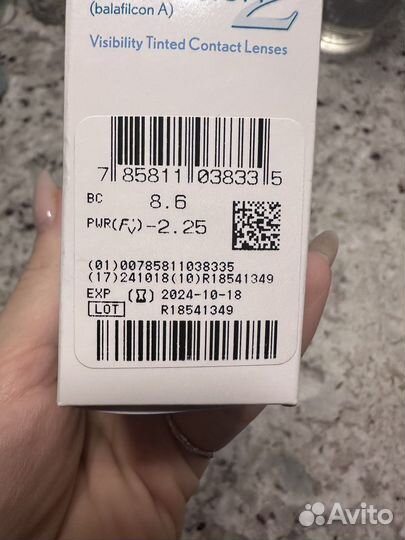 (balafilcon A)
Visibility Tinted Contact Lenses
7 85811 03833 5
BC 8.6
PWR(F'v) -2.25
(01)00785811038335
(17)241018(10)R18541349
EXP 2024-10-18
LOT R18541349
Avito